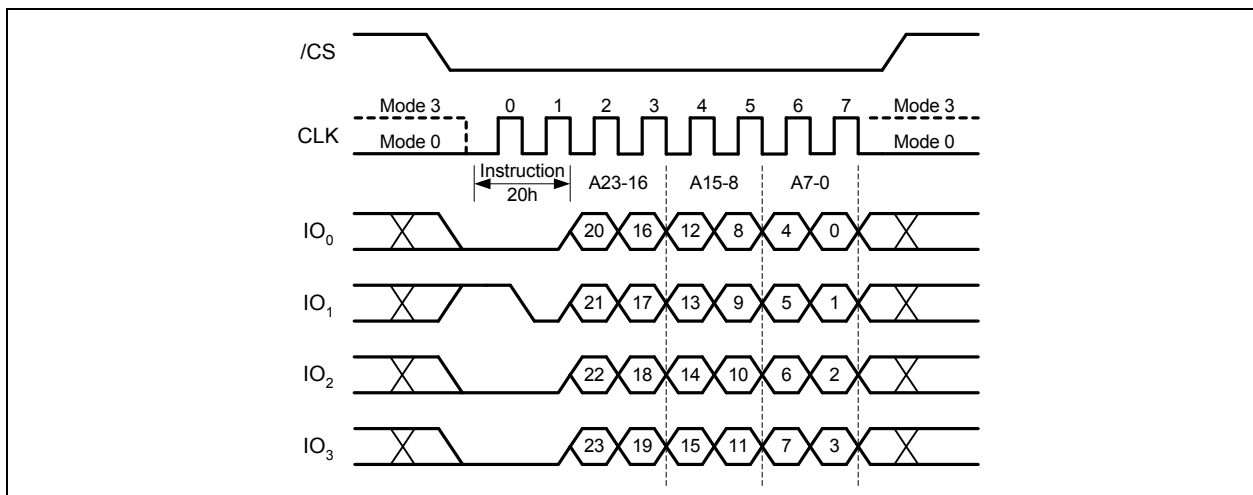 /CS
Mode 3 0 1 2 3 4 5 6 7 Mode 3
CLK
Mode 0 Mode 0
Instruction
20h
A23-16 A15-8 A7-0
IO0 20 16 12 8 4 0
IO1 21 17 13 9 5 1
IO2 22 18 14 10 6 2
IO3 23 19 15 11 7 3